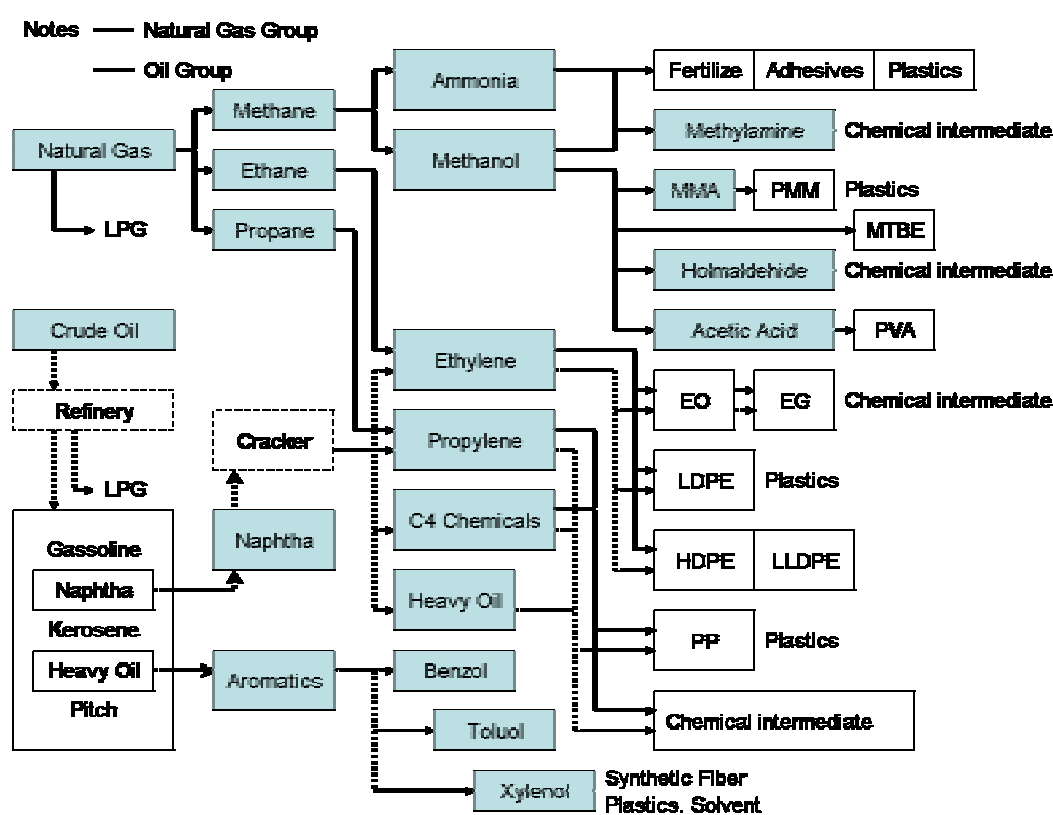 Notes
Natural Gas Group
Oil Group
Natural Gas
LPG
Methane
Ethane
Propane
Ammonia
Methanol
Fertilize
Adhesives
Plastics
Methylamine
Chemical intermediate
MMA
PMM
Plastics
MTBE
Holmaldehide
Chemical intermediate
Acetic Acid
PVA
Crude Oil
Refinery
LPG
Gassoline
Naphtha
Kerosene
Heavy Oil
Pitch
Cracker
Naphtha
Aromatics
Ethylene
Propylene
C4 Chemicals
Heavy Oil
Benzol
Toluol
Xylenol
Synthetic Fiber
Plastics. Solvent
EO
EG
Chemical intermediate
LDPE
Plastics
HDPE
LLDPE
PP
Plastics
Chemical intermediate